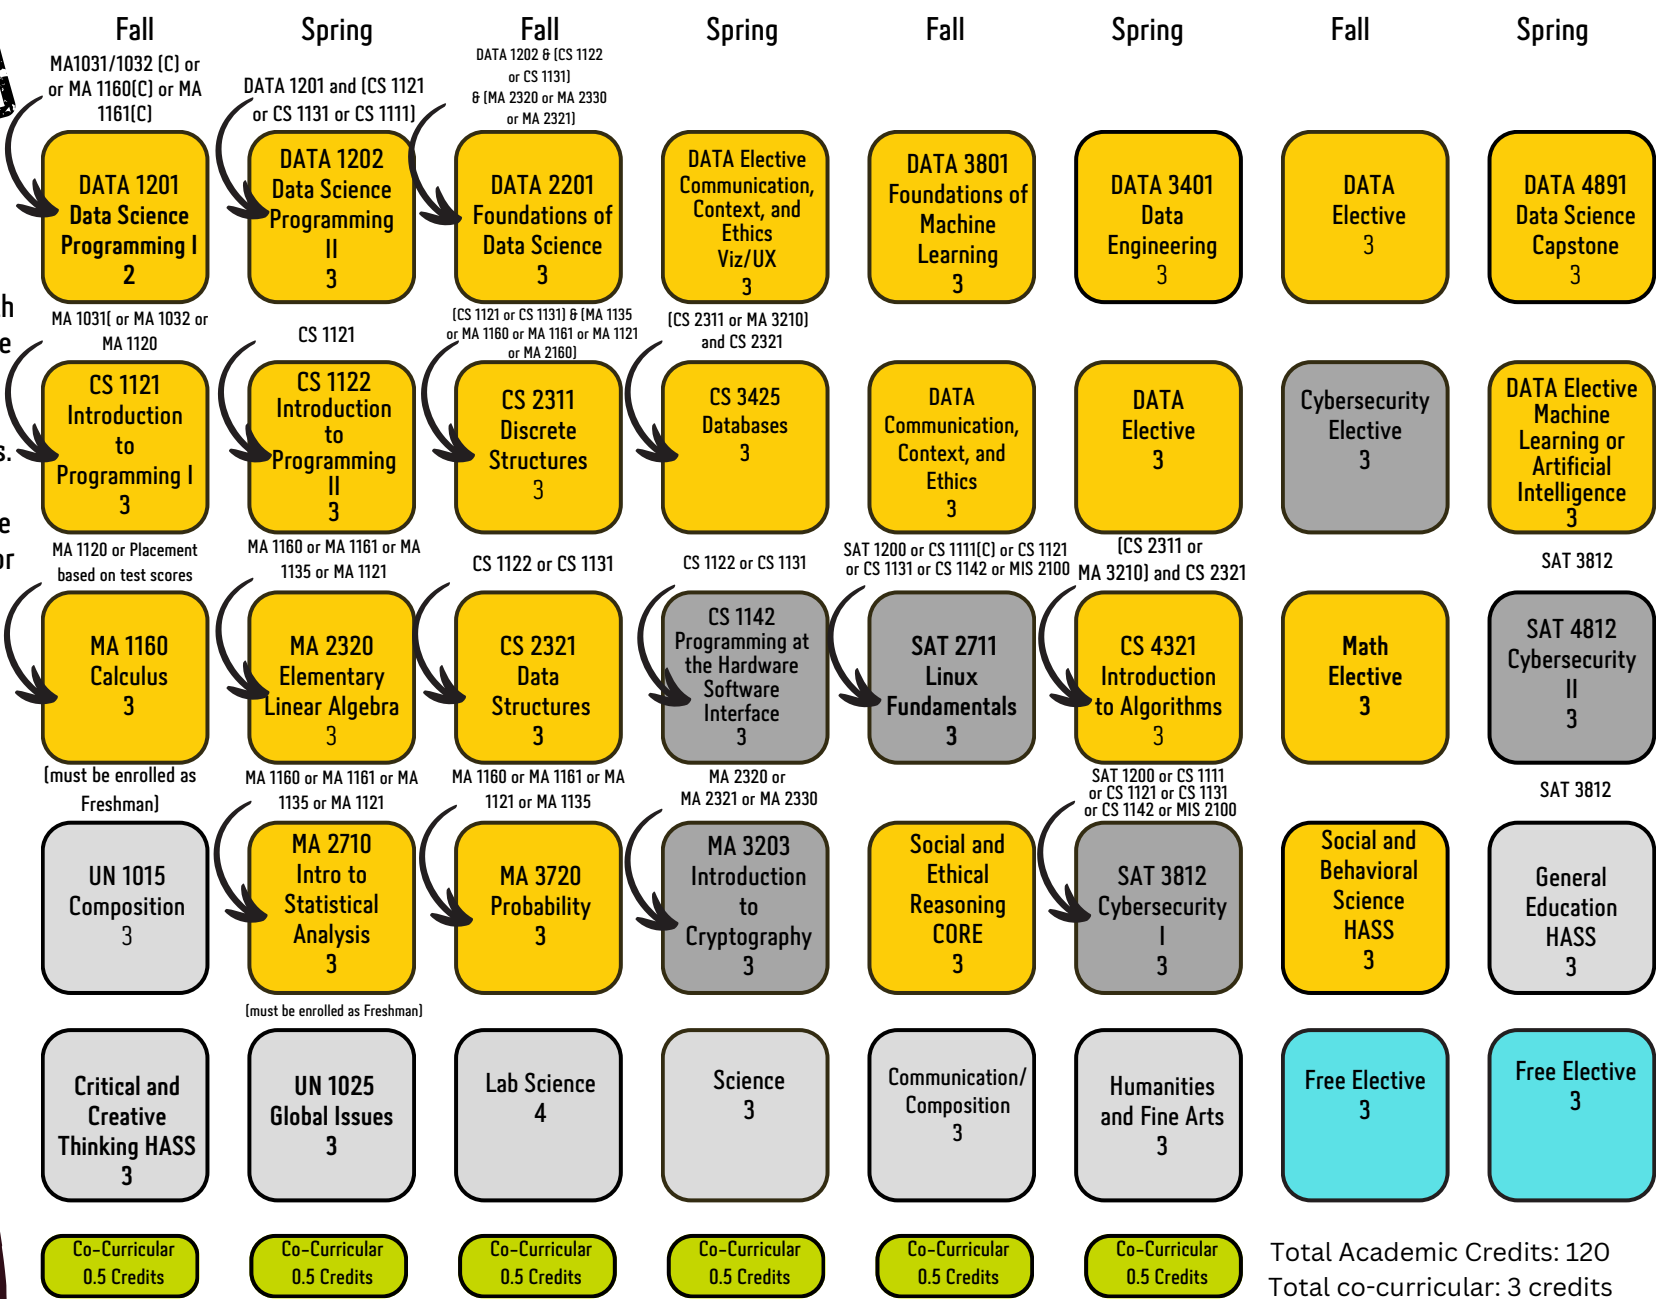 Fall
Spring
Fall
Spring
Fall
Spring
Fall
Spring
MA1031/1032 (C) or
or MA 1160(C) or MA
1161(C)
DATA 1201 and (CS 1121
or CS 1131 or CS 1111)
DATA 1202 & (CS 1122
or CS 1131)
& (MA 2320 or MA 2330
or MA 2321)
DATA 1201
Data Science
Programming I
2
DATA 1202
Data Science
Programming
II
3
DATA 2201
Foundations of
Data Science
3
DATA Elective
Communication,
Context, and
Ethics
Viz/UX
3
DATA 3801
Foundations of
Machine
Learning
3
DATA 3401
Data
Engineering
3
DATA
Elective
3
DATA 4891
Data Science
Capstone
3
MA 1031( or MA 1032 or
MA 1120
CS 1121
(CS 1121 or CS 1131) & (MA 1135
or MA 1160 or MA 1161 or MA 1121
or MA 2160)
(CS 2311 or MA 3210)
and CS 2321
CS 1121
Introduction
to
Programming I
3
CS 1122
Introduction
to
Programming
II
3
CS 2311
Discrete
Structures
3
CS 3425
Databases
3
DATA
Communication,
Context, and
Ethics
3
DATA
Elective
3
Cybersecurity
Elective
3
DATA Elective
Machine
Learning or
Artificial
Intelligence
3
s.
e
e
or
MA 1120 or Placement
based on test scores
MA 1160 or MA 1161 or MA
1135 or MA 1121
CS 1122 or CS 1131
CS 1122 or CS 1131
SAT 1200 or CS 1111(C) or CS 1121
or CS 1131 or CS 1142 or MIS 2100
(CS 2311 or
MA 3210) and CS 2321
SAT 3812
MA 1160
Calculus
3
MA 2320
Elementary
Linear Algebra
3
CS 2321
Data
Structures
3
CS 1142
Programming at
the Hardware
Software
Interface
3
SAT 2711
Linux
Fundamentals
3
CS 4321
Introduction
to Algorithms
3
Math
Elective
3
SAT 4812
Cybersecurity
II
3
(must be enrolled as
Freshman)
MA 1160 or MA 1161 or MA
1135 or MA 1121
MA 1160 or MA 1161 or MA
1121 or MA 1135
MA 2320 or
MA 2321 or MA 2330
SAT 1200 or CS 1111
or CS 1121 or CS 1131
or CS 1142 or MIS 2100
SAT 3812
UN 1015
Composition
3
MA 2710
Intro to
Statistical
Analysis
3
MA 3720
Probability
3
MA 3203
Introduction
to
Cryptography
3
Social and
Ethical
Reasoning
CORE
3
SAT 3812
Cybersecurity
I
3
Social and
Behavioral
Science
HASS
3
General
Education
HASS
3
(must be enrolled as Freshman)
Critical and
Creative
Thinking HASS
3
UN 1025
Global Issues
3
Lab Science
4
Science
3
Communication/
Composition
3
Humanities
and Fine Arts
3
Free Elective
3
Free Elective
3
Co-Curricular
0.5 Credits
Co-Curricular
0.5 Credits
Co-Curricular
0.5 Credits
Co-Curricular
0.5 Credits
Co-Curricular
0.5 Credits
Co-Curricular
0.5 Credits
Total Academic Credits: 120
Total co-curricular: 3 credits